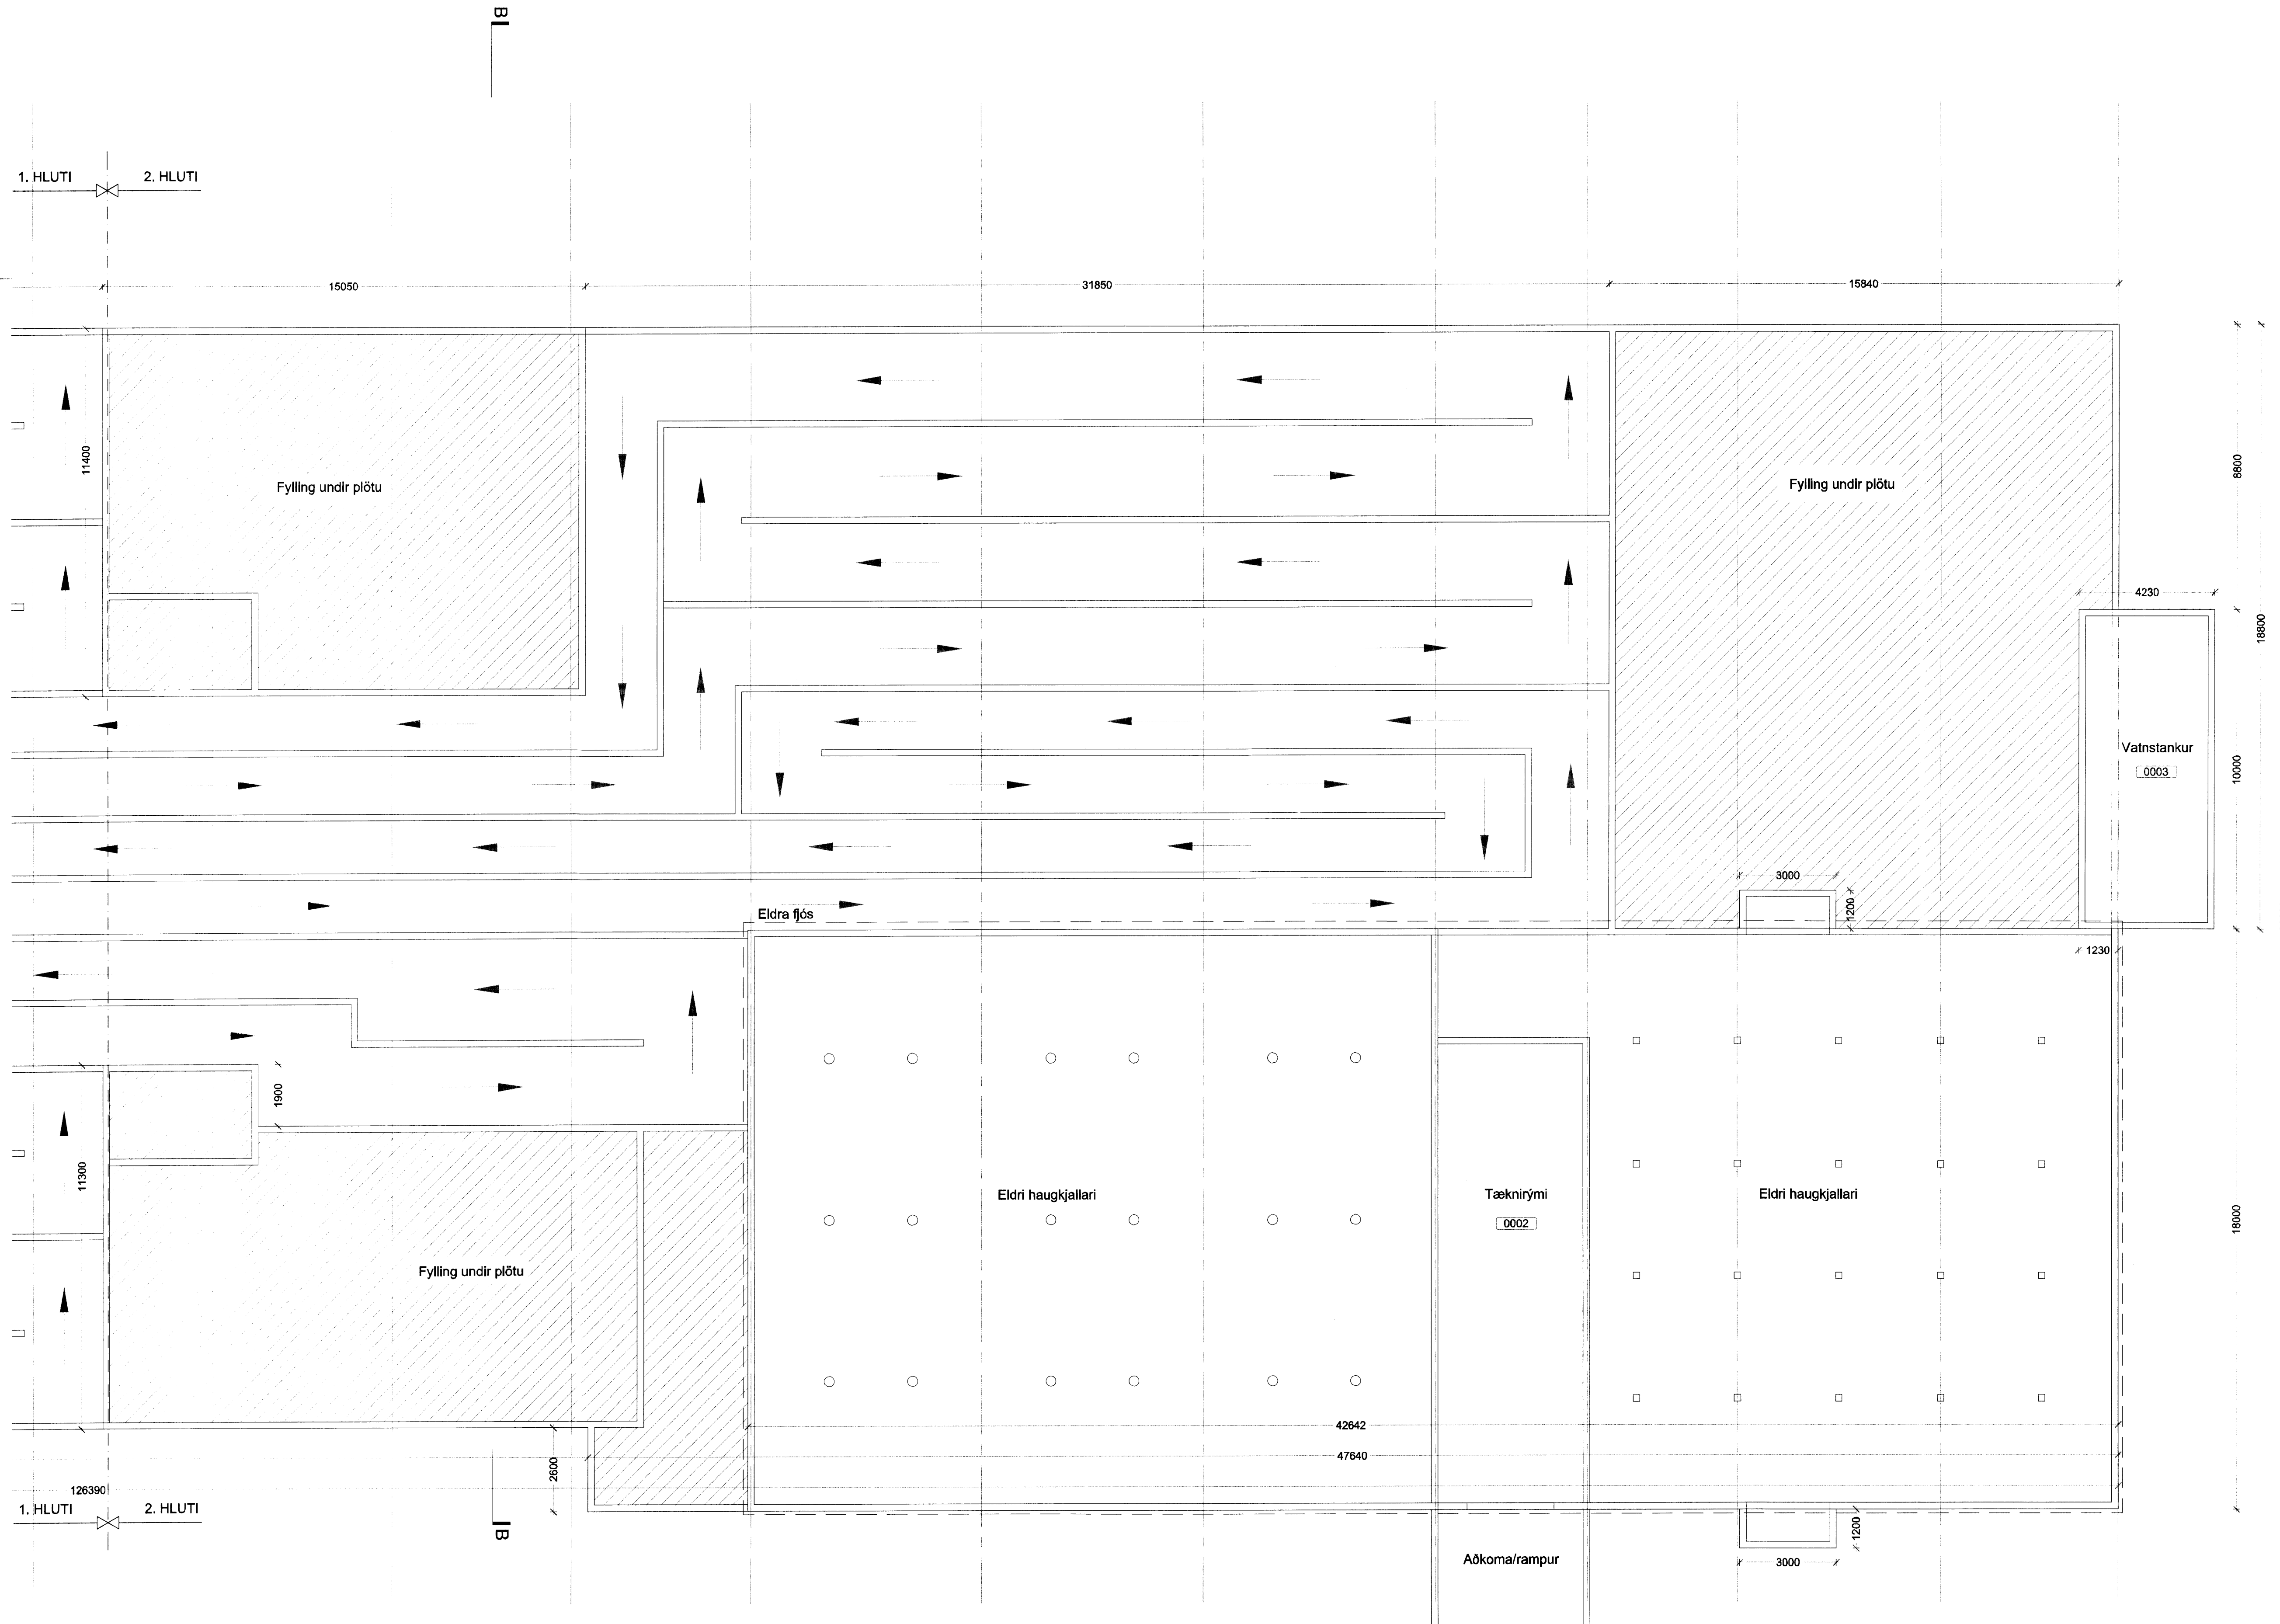 B
1. HLUTI
2. HLUTI
15050
31850
15840
11400
Fylling undir plötu
Fylling undir plötu
8800
18800
4230
Vatnstankur
0003
10000
3000
1200
Eldra fjós
1230
1900
11300
Eldri haugkjallari
Tæknirými
0002
Eldri haugkjallari
18000
Fylling undir plötu
42642
47640
2600
126390
1. HLUTI
2. HLUTI
B
1200
3000
Aðkoma/rampur